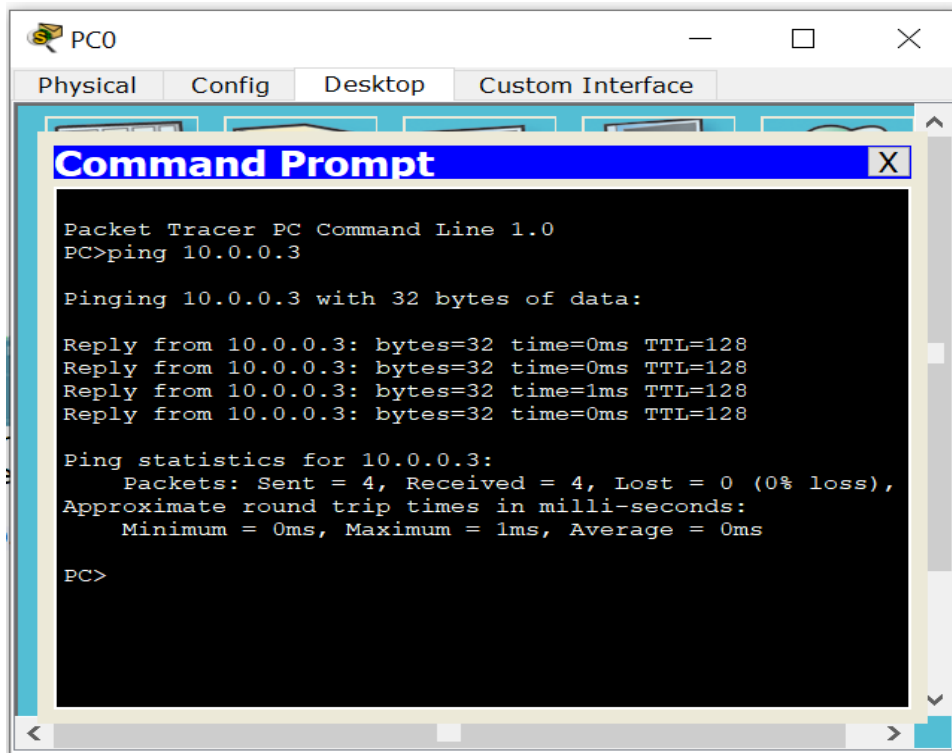 PC0
Physical Config Desktop Custom Interface
Command Prompt X
Packet Tracer PC Command Line 1.0
PC>ping 10.0.0.3
Pinging 10.0.0.3 with 32 bytes of data:
Reply from 10.0.0.3: bytes=32 time=0ms TTL=128
Reply from 10.0.0.3: bytes=32 time=0ms TTL=128
Reply from 10.0.0.3: bytes=32 time=1ms TTL=128
Reply from 10.0.0.3: bytes=32 time=0ms TTL=128
Ping statistics for 10.0.0.3:
Packets: Sent = 4, Received = 4, Lost = 0 (0% loss),
Approximate round trip times in milli-seconds:
Minimum = 0ms, Maximum = 1ms, Average = 0ms
PC>